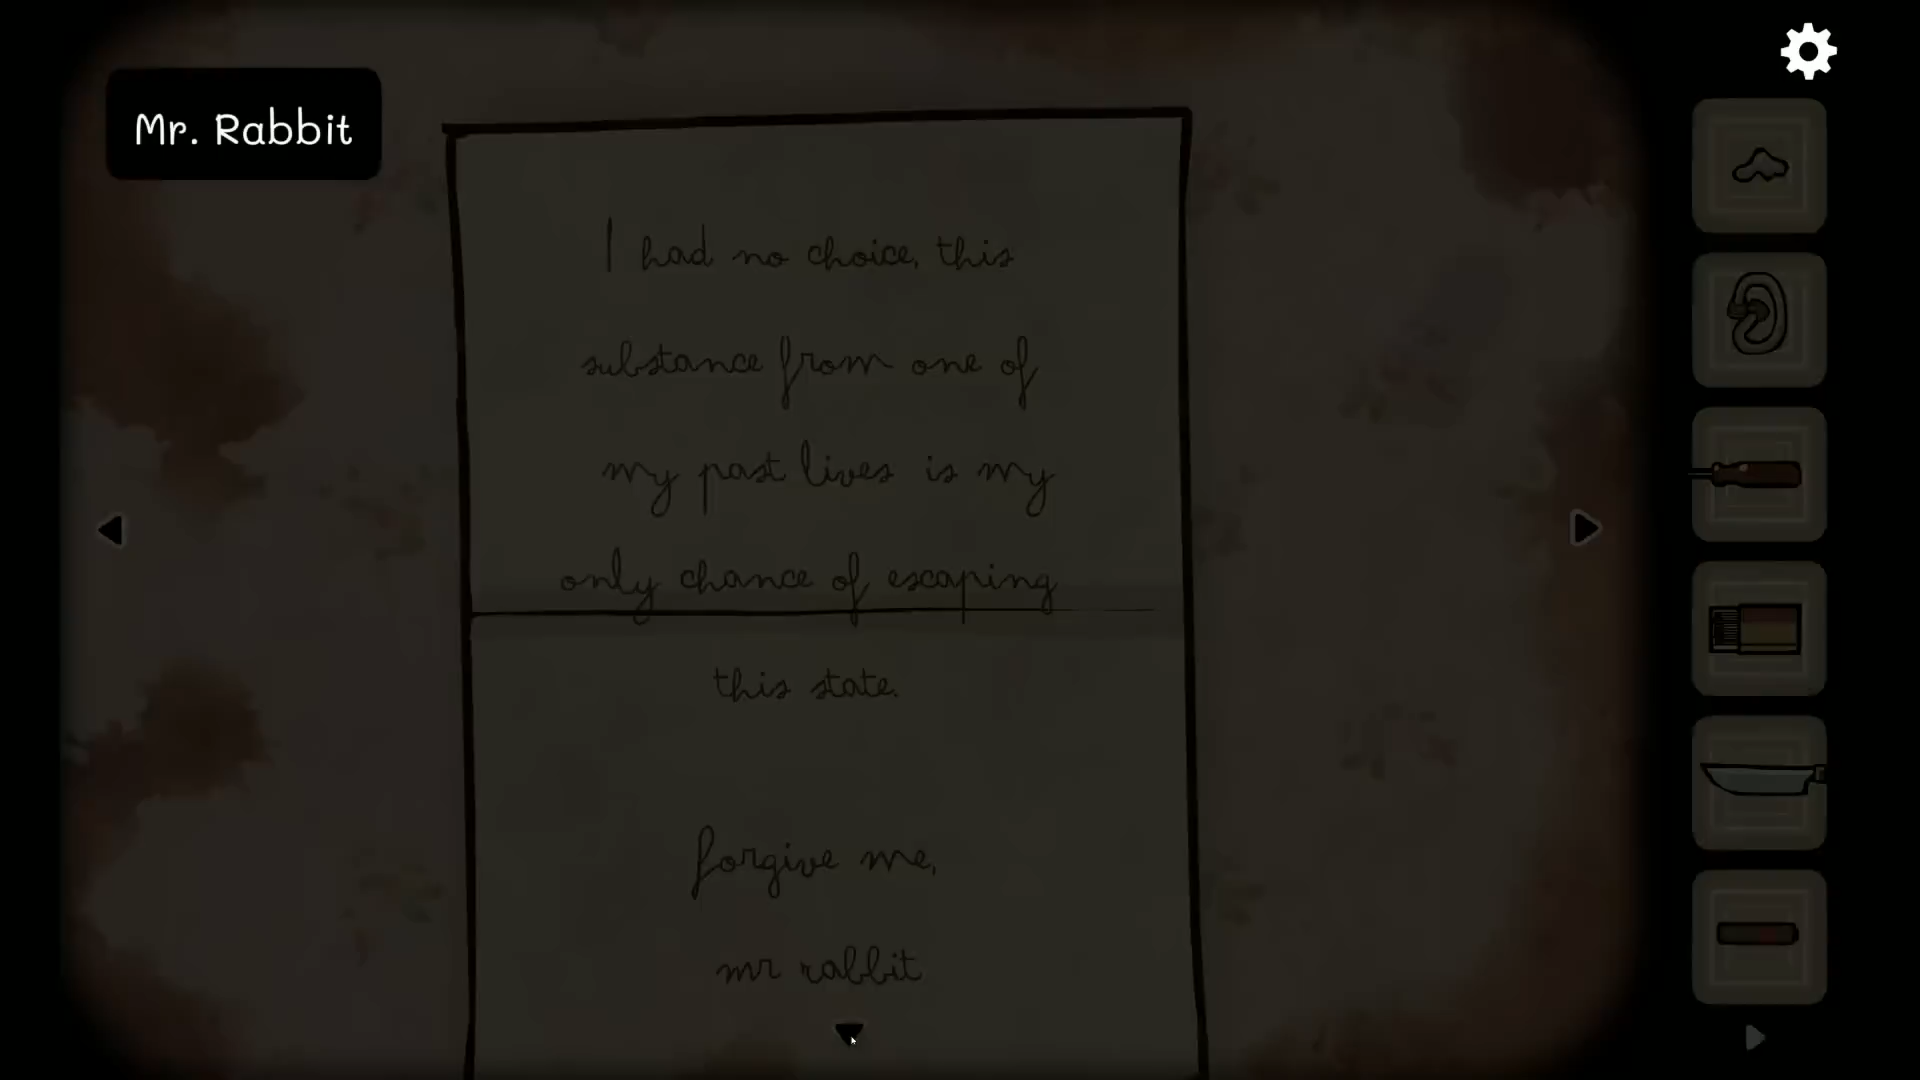 Mr. Rabbit
I had no choice, this
substance from one of
my past lives is my
only chance of escaping
this state.
forgive me,
mr rabbit